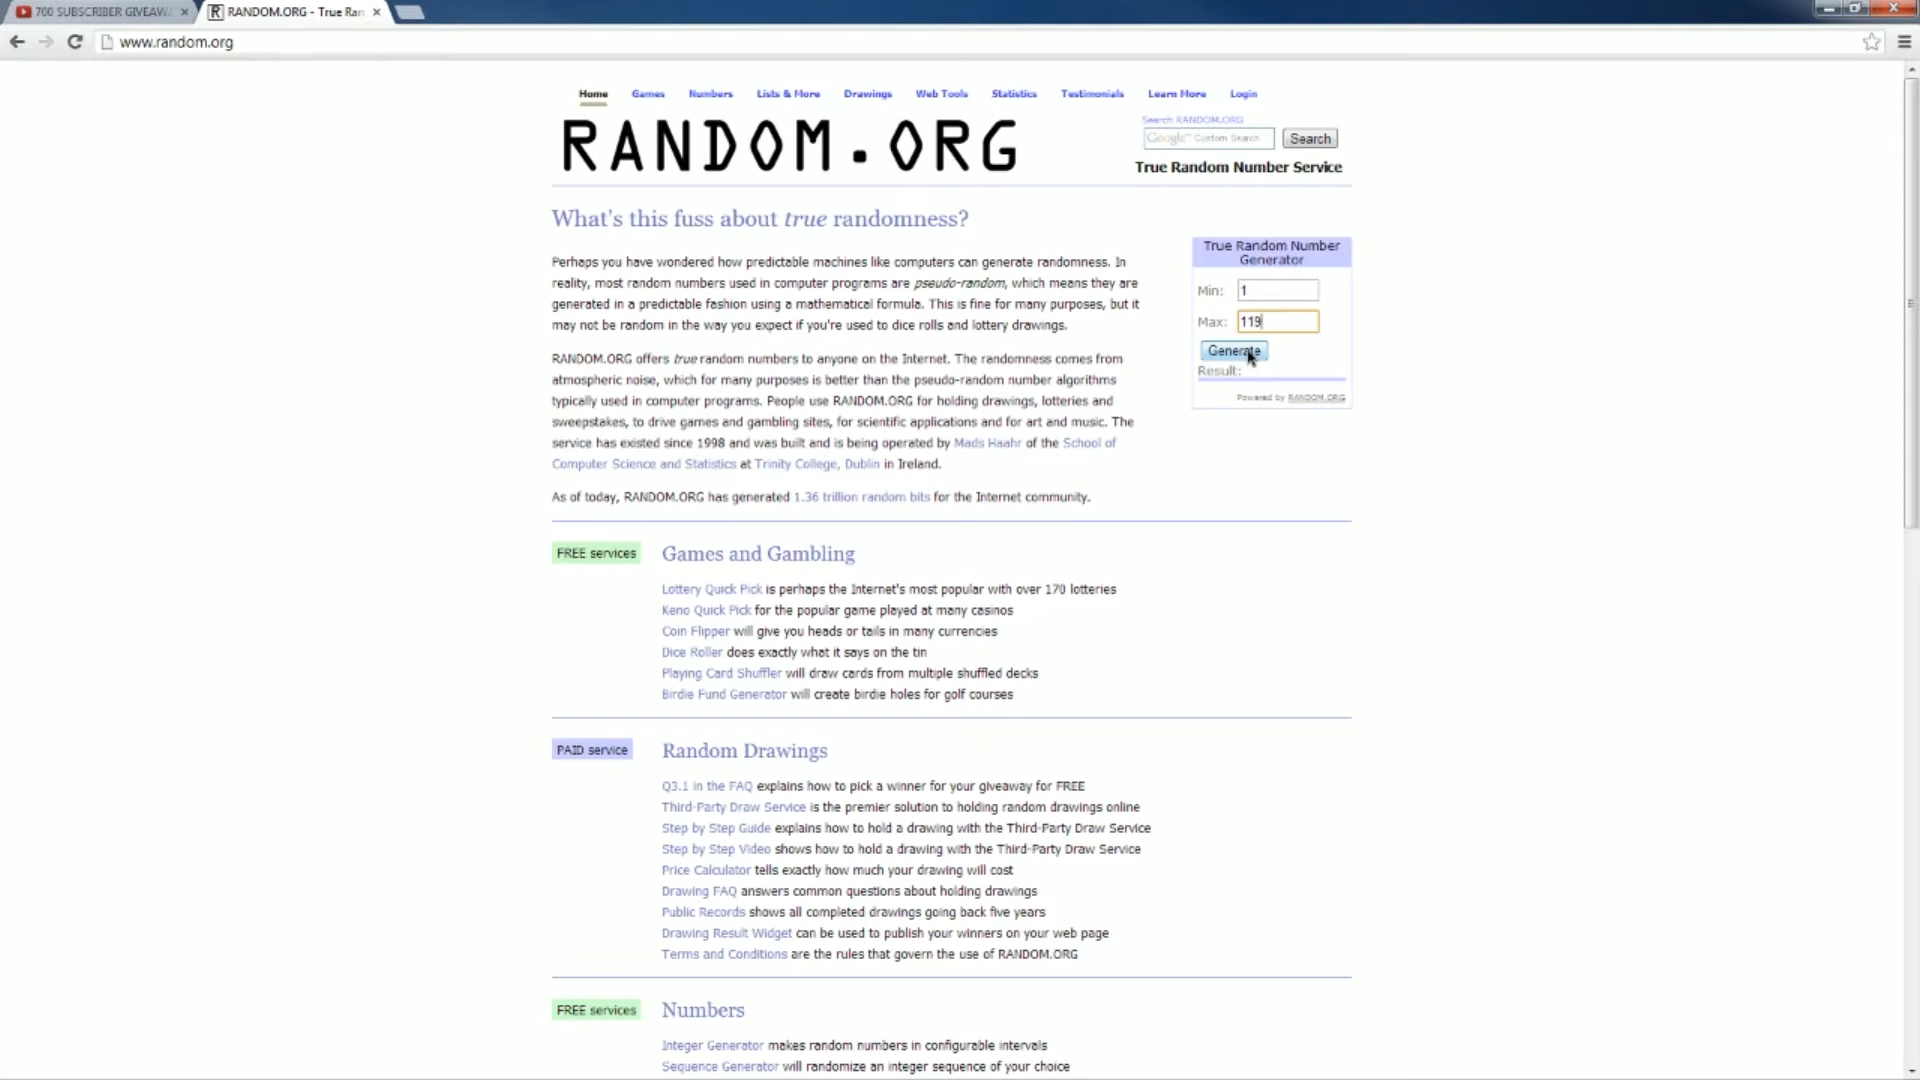 700 SUBSCRIBER GIVEAW
RANDOM.ORG - True Ran
www.random.org
Home Games Numbers Lists & More Drawings Web Tools Statistics Testimonials Learn More Login
Search RANDOM.ORG
RANDOM.ORG
Google™ Custom Search Search
True Random Number Service
What's this fuss about true randomness?
Perhaps you have wondered how predictable machines like computers can generate randomness. In
reality, most random numbers used in computer programs are pseudo-random, which means they are
generated in a predictable fashion using a mathematical formula. This is fine for many purposes, but it
may not be random in the way you expect if you're used to dice rolls and lottery drawings.
RANDOM.ORG offers true random numbers to anyone on the Internet. The randomness comes from
atmospheric noise, which for many purposes is better than the pseudo-random number algorithms
typically used in computer programs. People use RANDOM.ORG for holding drawings, lotteries and
sweepstakes, to drive games and gambling sites, for scientific applications and for art and music. The
service has existed since 1998 and was built and is being operated by Mads Haahr of the School of
Computer Science and Statistics at Trinity College, Dublin in Ireland.
As of today, RANDOM.ORG has generated 1.36 trillion random bits for the Internet community.
True Random Number
Generator
Min: 1
Max: 119
Generate
Result:
Powered by RANDOM.ORG
FREE services
Games and Gambling
Lottery Quick Pick is perhaps the Internet's most popular with over 170 lotteries
Keno Quick Pick for the popular game played at many casinos
Coin Flipper will give you heads or tails in many currencies
Dice Roller does exactly what it says on the tin
Playing Card Shuffler will draw cards from multiple shuffled decks
Birdie Fund Generator will create birdie holes for golf courses
PAID service
Random Drawings
Q3.1 in the FAQ explains how to pick a winner for your giveaway for FREE
Third-Party Draw Service is the premier solution to holding random drawings online
Step by Step Guide explains how to hold a drawing with the Third-Party Draw Service
Step by Step Video shows how to hold a drawing with the Third-Party Draw Service
Price Calculator tells exactly how much your drawing will cost
Drawing FAQ answers common questions about holding drawings
Public Records shows all completed drawings going back five years
Drawing Result Widget can be used to publish your winners on your web page
Terms and Conditions are the rules that govern the use of RANDOM.ORG
FREE services
Numbers
Integer Generator makes random numbers in configurable intervals
Sequence Generator will randomize an integer sequence of your choice